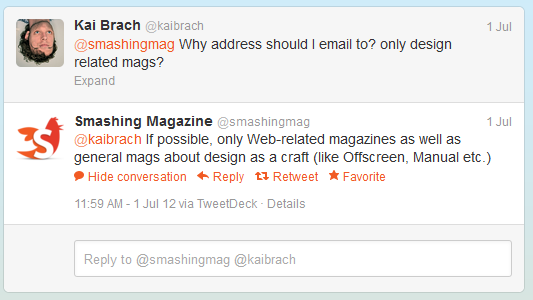 Kai Brach @kaibrach 1 Jul
@smashingmag Why address should I email to? only design
related mags?
Expand
Smashing Magazine @smashingmag 1 Jul
@kaibrach If possible, only Web-related magazines as well as
general mags about design as a craft (like Offscreen, Manual etc.)
Hide conversation Reply Retweet Favorite
11:59 AM - 1 Jul 12 via TweetDeck · Details
Reply to @smashingmag @kaibrach